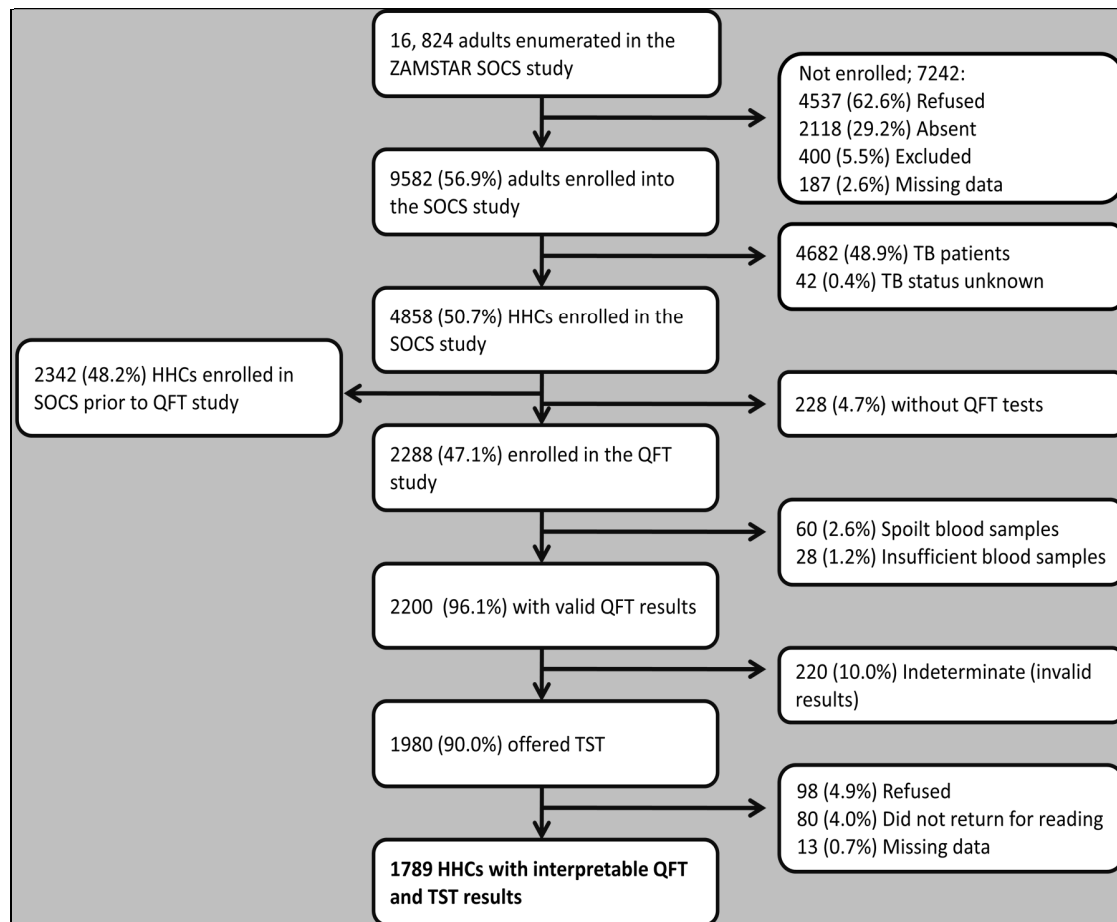 16, 824 adults enumerated in the
ZAMSTAR SOCS study
Not enrolled; 7242:
4537 (62.6%) Refused
2118 (29.2%) Absent
400 (5.5%) Excluded
187 (2.6%) Missing data
9582 (56.9%) adults enrolled into
the SOCS study
4682 (48.9%) TB patients
42 (0.4%) TB status unknown
4858 (50.7%) HHCs enrolled in the
SOCS study
2342 (48.2%) HHCs enrolled in
SOCS prior to QFT study
228 (4.7%) without QFT tests
2288 (47.1%) enrolled in the QFT
study
60 (2.6%) Spoilt blood samples
28 (1.2%) Insufficient blood samples
2200 (96.1%) with valid QFT results
220 (10.0%) Indeterminate (invalid
results)
1980 (90.0%) offered TST
98 (4.9%) Refused
80 (4.0%) Did not return for reading
13 (0.7%) Missing data
1789 HHCs with interpretable QFT
and TST results